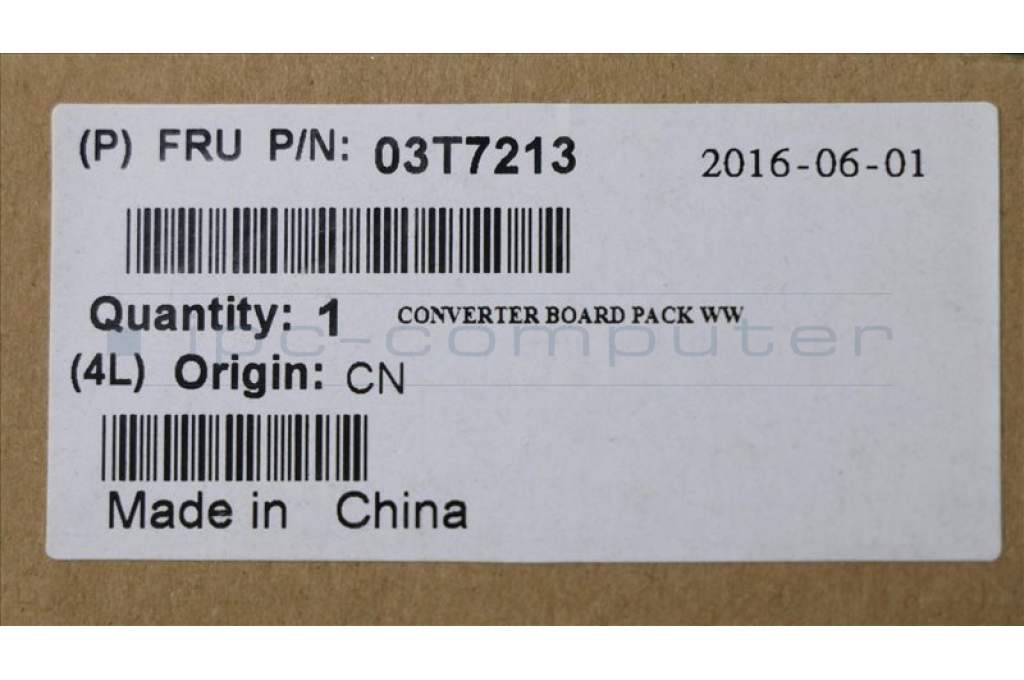 (P) FRU P/N: 03T7213 2016-06-01
Quantity: 1 CONVERTER BOARD PACK WW
ipc-computer
(4L) Origin: CN
Made in China